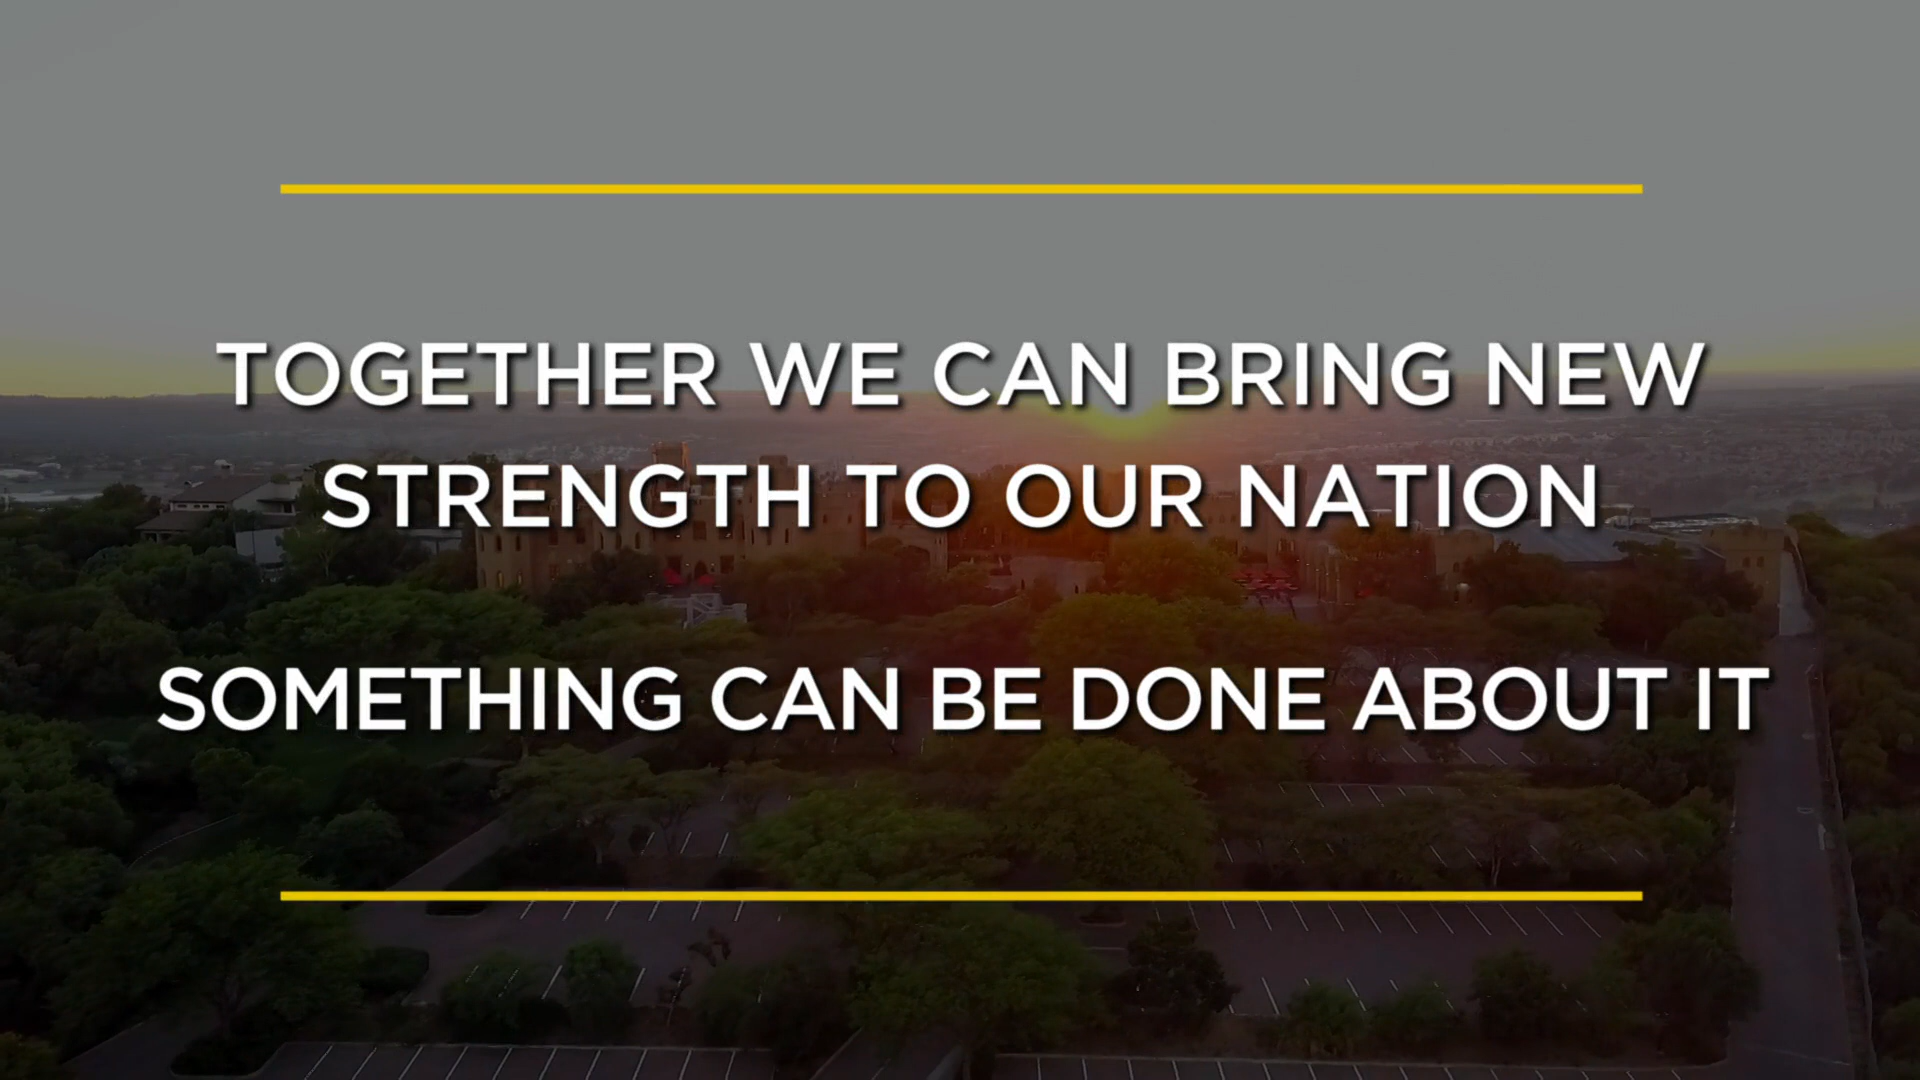 TOGETHER WE CAN BRING NEW
STRENGTH TO OUR NATION
SOMETHING CAN BE DONE ABOUT IT